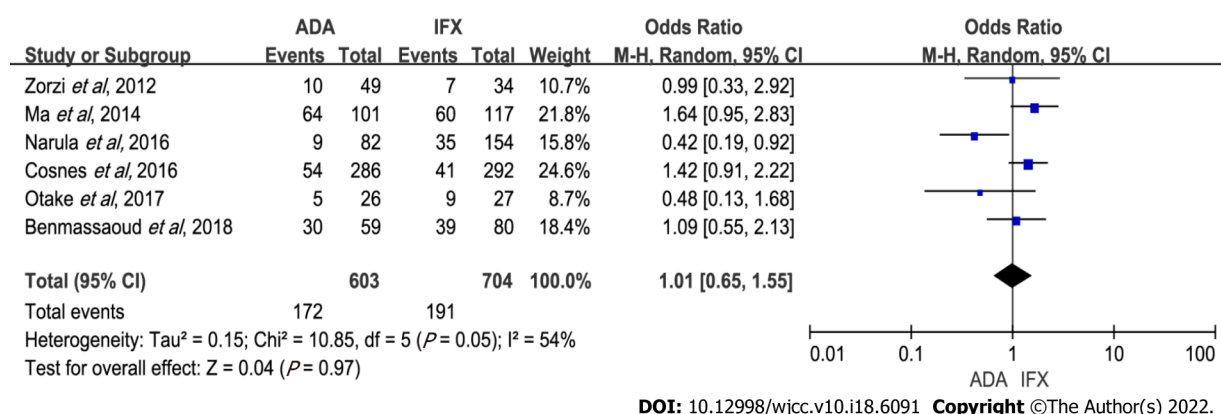 ADA IFX Odds Ratio Odds Ratio
Study or Subgroup Events Total Events Total Weight M-H, Random, 95% CI M-H, Random, 95% CI
Zorzi et al, 2012 10 49 7 34 10.7% 0.99 [0.33, 2.92]
Ma et al, 2014 64 101 60 117 21.8% 1.64 [0.95, 2.83]
Narula et al, 2016 9 82 35 154 15.8% 0.42 [0.19, 0.92]
Cosnes et al, 2016 54 286 41 292 24.6% 1.42 [0.91, 2.22]
Otake et al, 2017 5 26 9 27 8.7% 0.48 [0.13, 1.68]
Benmassaoud et al, 2018 30 59 39 80 18.4% 1.09 [0.55, 2.13]
Total (95% CI) 603 704 100.0% 1.01 [0.65, 1.55]
Total events 172 191
Heterogeneity: Tau² = 0.15; Chi² = 10.85, df = 5 (P = 0.05); I² = 54%
Test for overall effect: Z = 0.04 (P = 0.97)
0.01 0.1 1 10 100
ADA IFX
DOI: 10.12998/wjcc.v10.i18.6091 Copyright ©The Author(s) 2022.